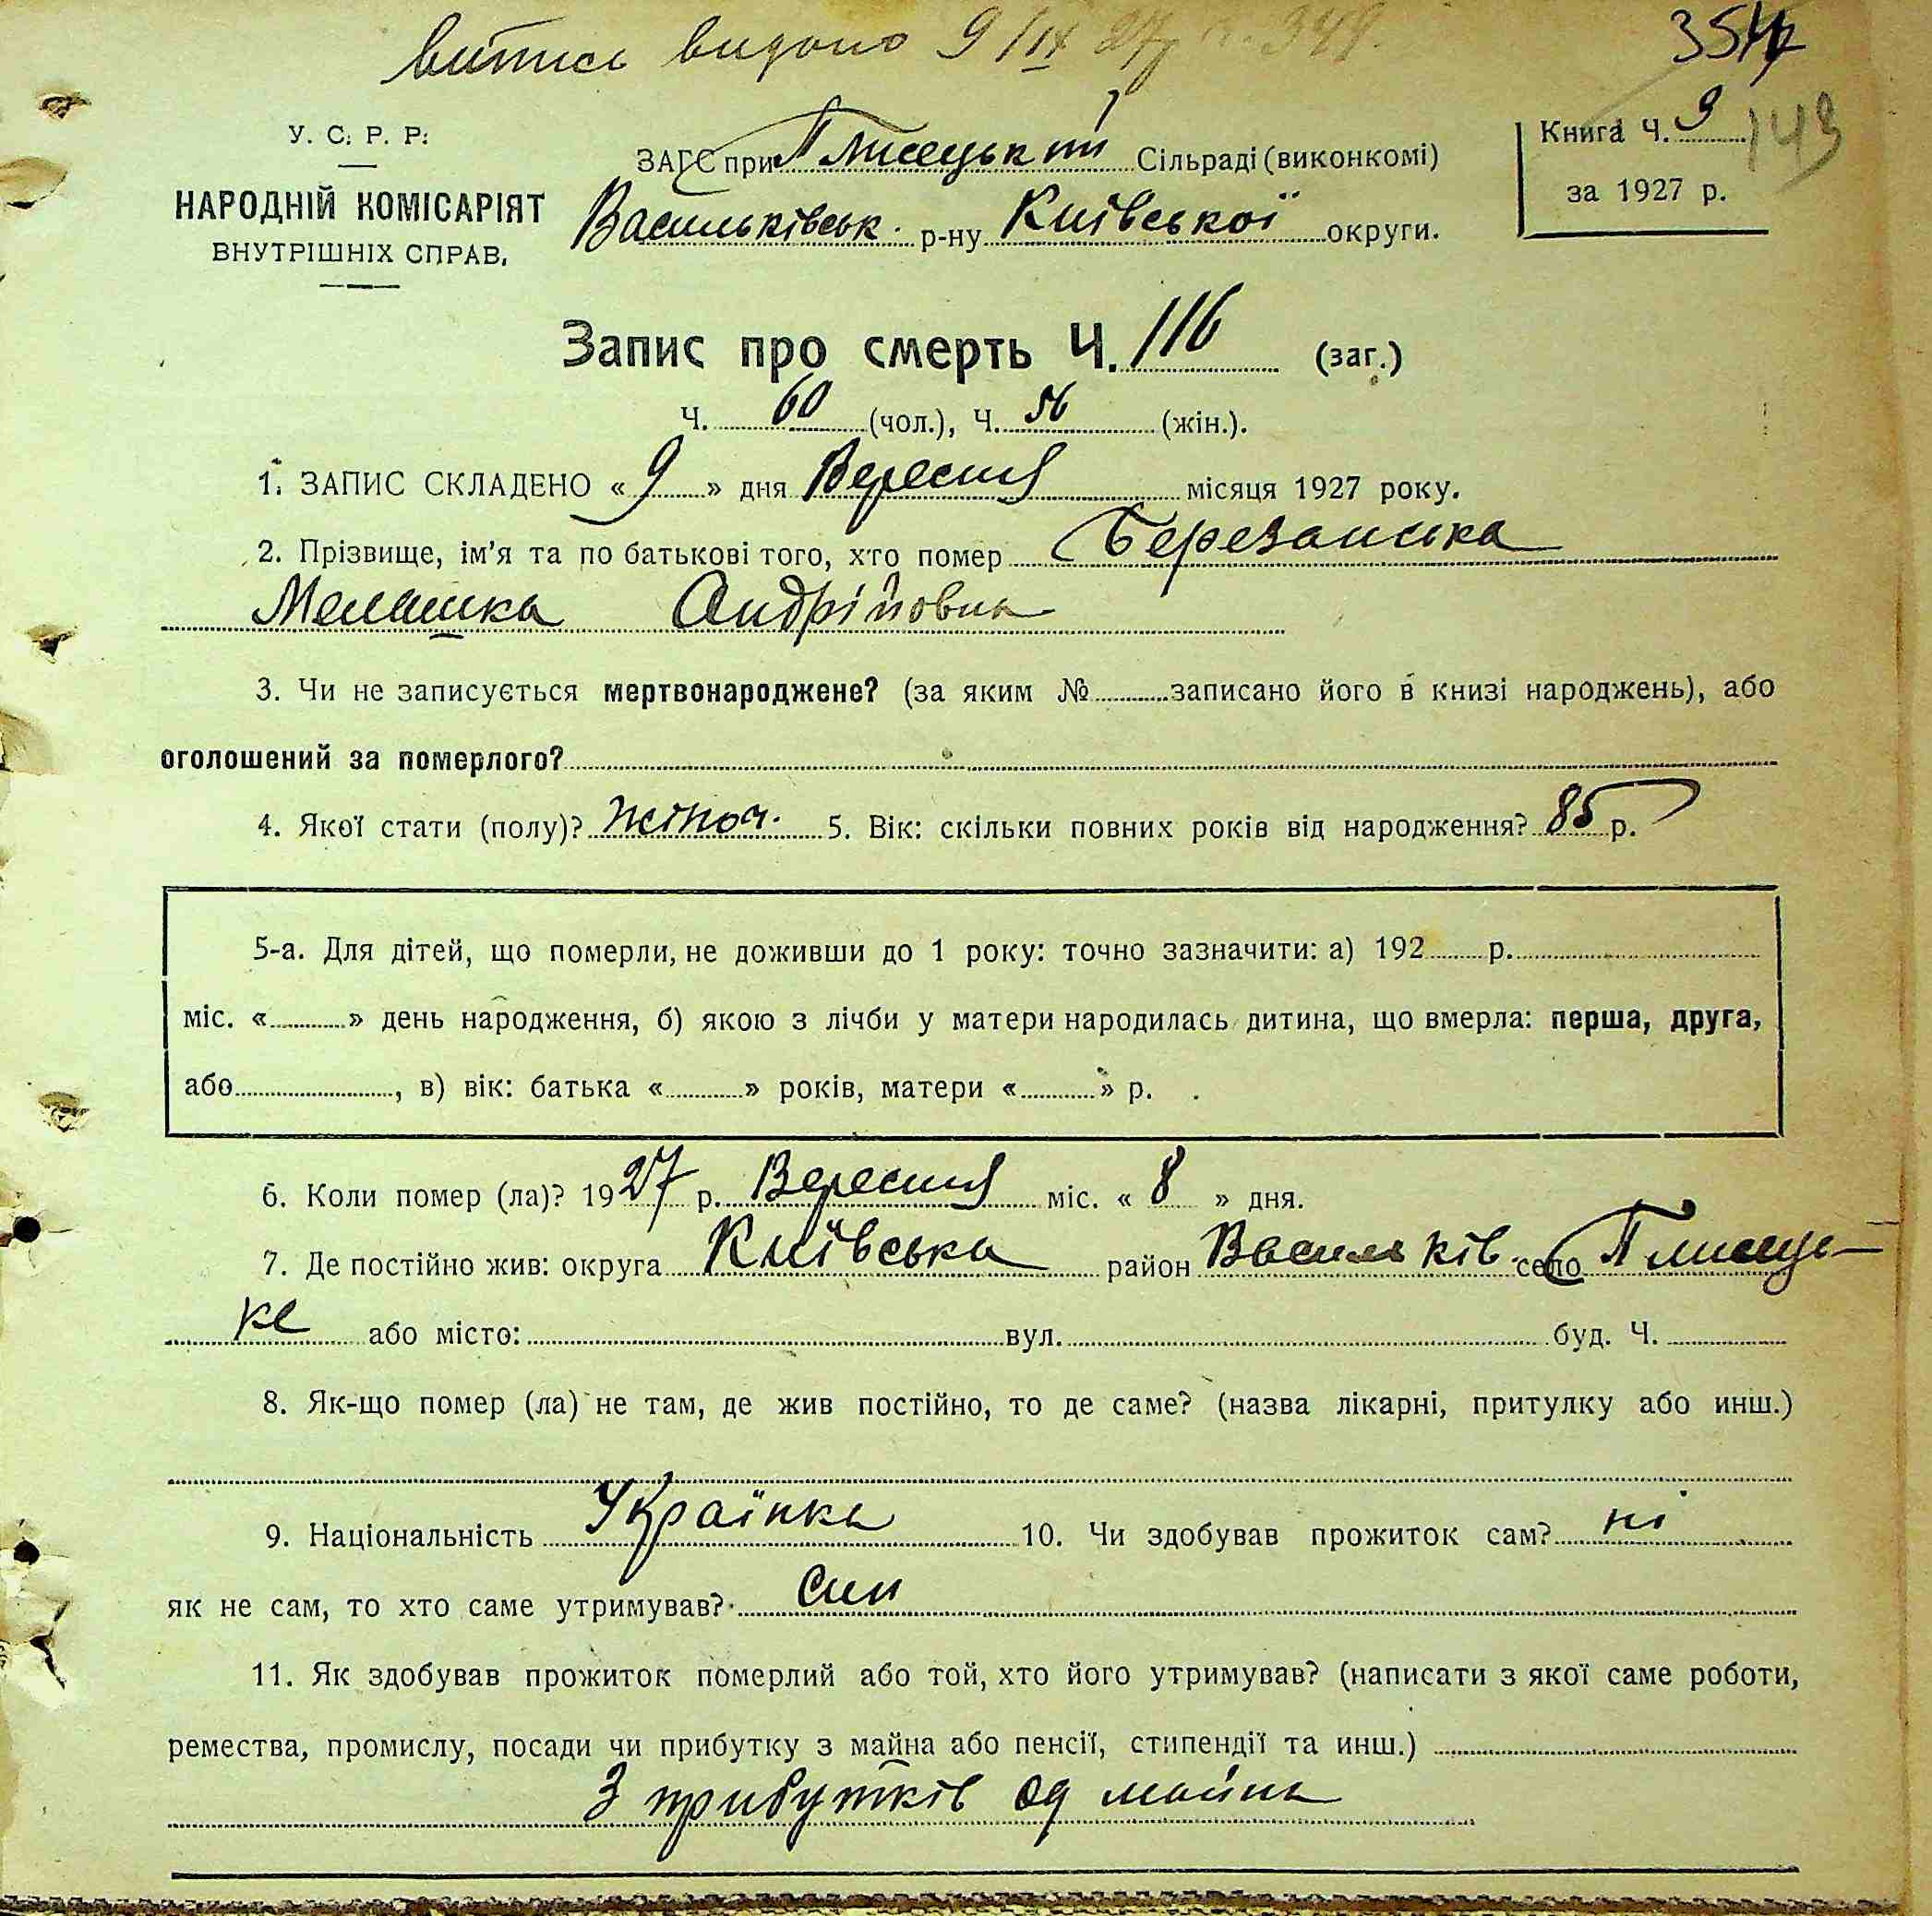 витись видано 9/IX 27 р. 349.
354
143
У. С. Р. Р.
НАРОДНІЙ КОМІСАРІЯТ
ВНУТРІШНІХ СПРАВ.
ЗАГС при Плисецький Сільраді (виконкомі)
Васильківськ. р-ну Київської округи.
Книга Ч. 9
за 1927 р.
Запис про смерть Ч. 116 (заг.)
Ч. 60 (чол.), Ч. 56 (жін.).
1. ЗАПИС СКЛАДЕНО « 9 » дня Вересня місяця 1927 року.
2. Прізвище, ім’я та по батькові того, хто помер Березанська
Мелашка Андрійовна
3. Чи не записується мертвонароджене? (за яким № записано його в книзі народжень), або
оголошений за померлого?
4. Якої стати (полу)? жіноч. 5. Вік: скільки повних років від народження? 85 р.
5-а. Для дітей, що померли, не доживши до 1 року: точно зазначити: а) 192 р.
міс. « » день народження, б) якою з лічби у матери народилась дитина, що вмерла: перша, друга,
або , в) вік: батька « » років, матери « » р.
6. Коли помер (ла)? 1927 р. Вересня міс. « 8 » дня.
7. Де постійно жив: округа Київська район Васильків. село Плисець-
ке або місто: вул. буд. Ч.
8. Як-що помер (ла) не там, де жив постійно, то де саме? (назва лікарні, притулку або инш.)
9. Національність Українка 10. Чи здобував прожиток сам? ні
як не сам, то хто саме утримував? син
11. Як здобував прожиток померлий або той, хто його утримував? (написати з якої саме роботи,
ремества, промислу, посади чи прибутку з майна або пенсії, стипендії та инш.)
З прибутків од майна